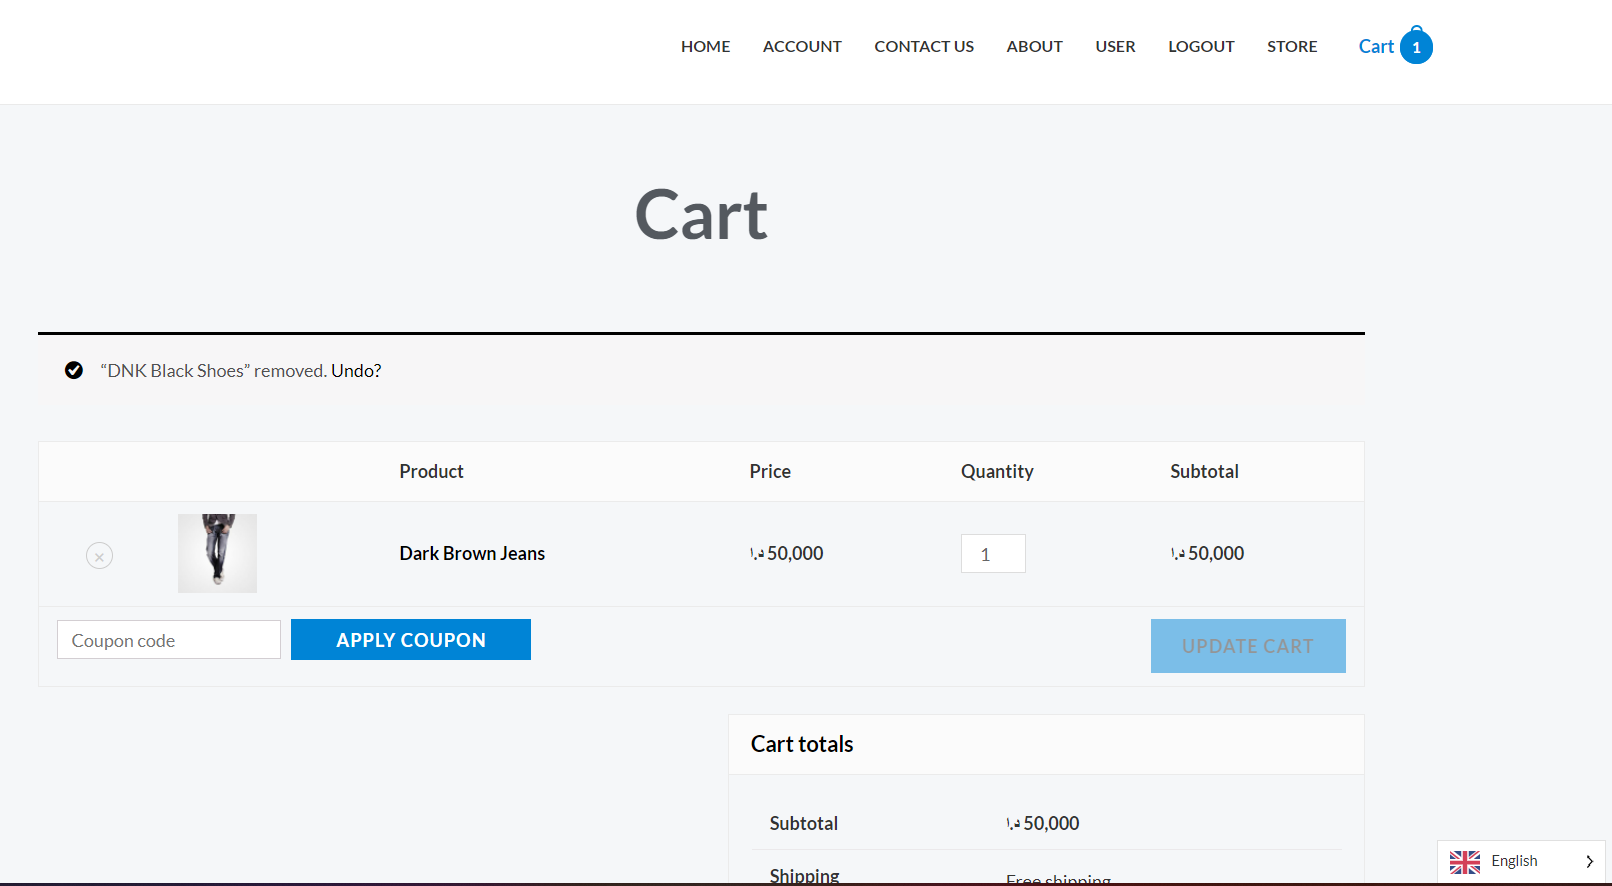 HOME ACCOUNT CONTACT US ABOUT USER LOGOUT STORE Cart 1
Cart
“DNK Black Shoes” removed. Undo?
Product Price Quantity Subtotal
× Dark Brown Jeans د.ا 50,000 1 د.ا 50,000
Coupon code APPLY COUPON UPDATE CART
Cart totals
Subtotal د.ا 50,000
Shipping Free shipping
English